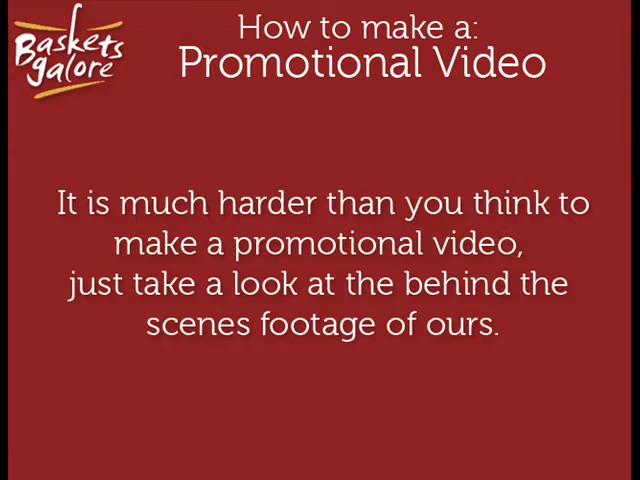 Baskets
galore
How to make a:
Promotional Video
It is much harder than you think to
make a promotional video,
just take a look at the behind the
scenes footage of ours.